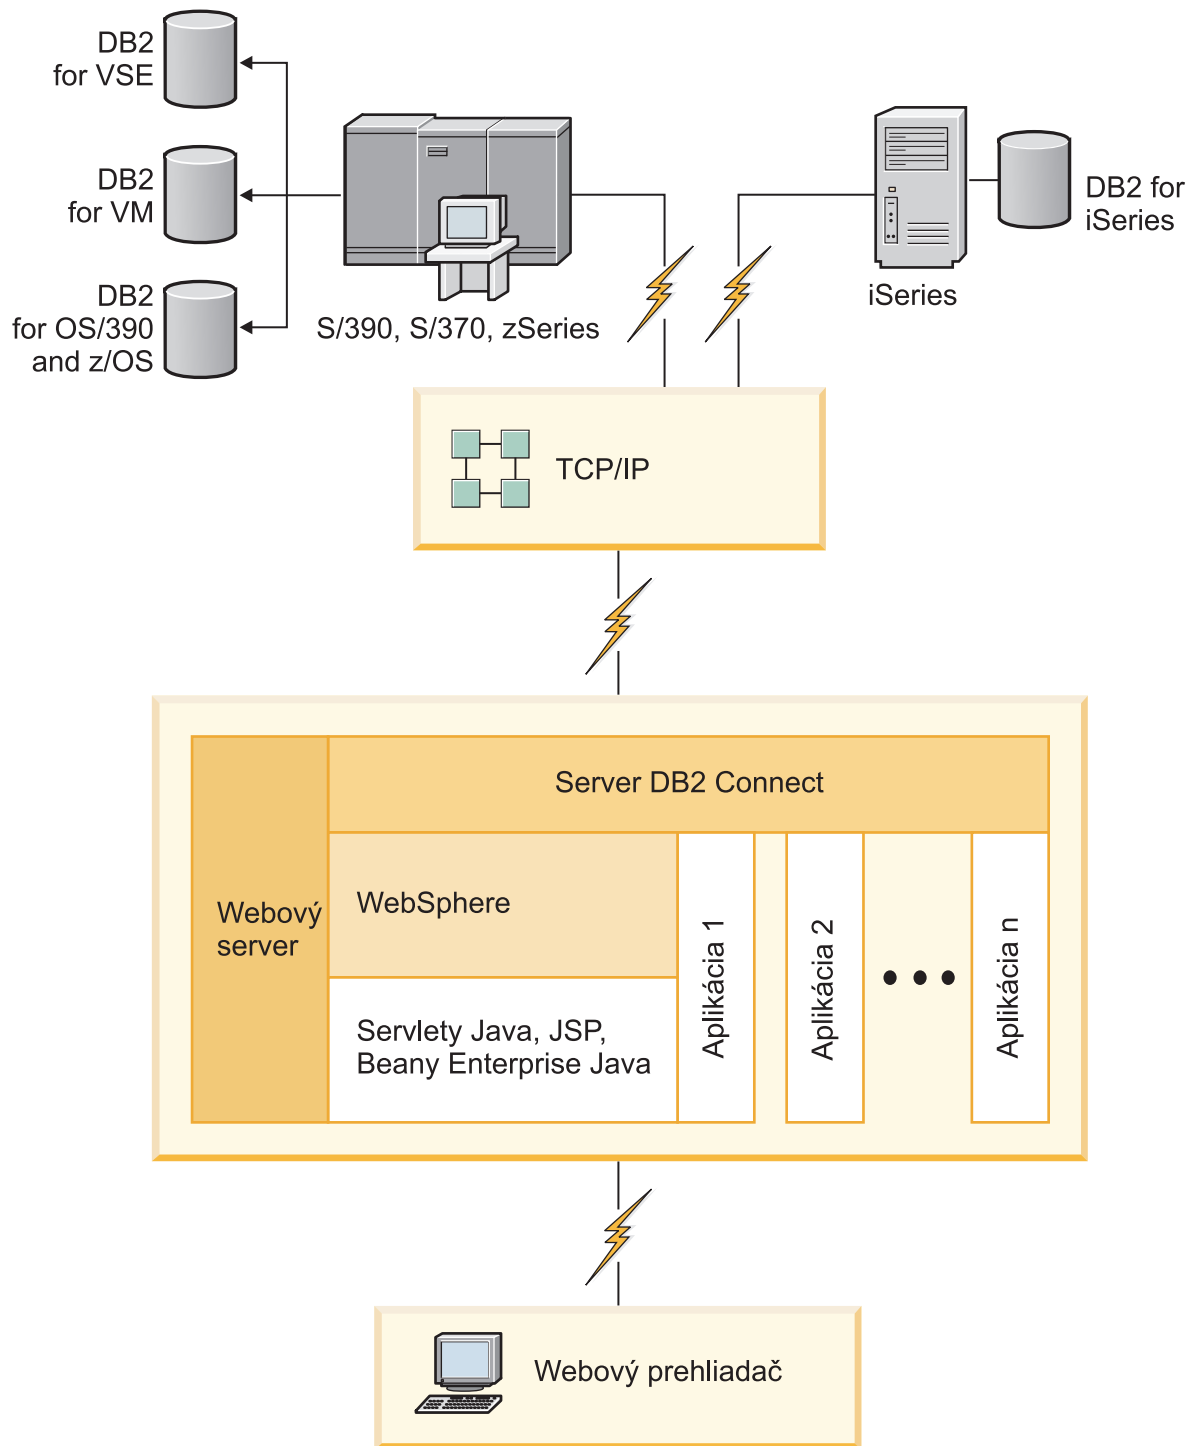 DB2
for VSE
DB2
for VM
DB2
for OS/390
and z/OS
S/390, S/370, zSeries
iSeries
DB2 for
iSeries
TCP/IP
Server DB2 Connect
Webový
server
WebSphere
Servlety Java, JSP,
Beany Enterprise Java
Aplikácia 1
Aplikácia 2
Aplikácia n
Webový prehliadač